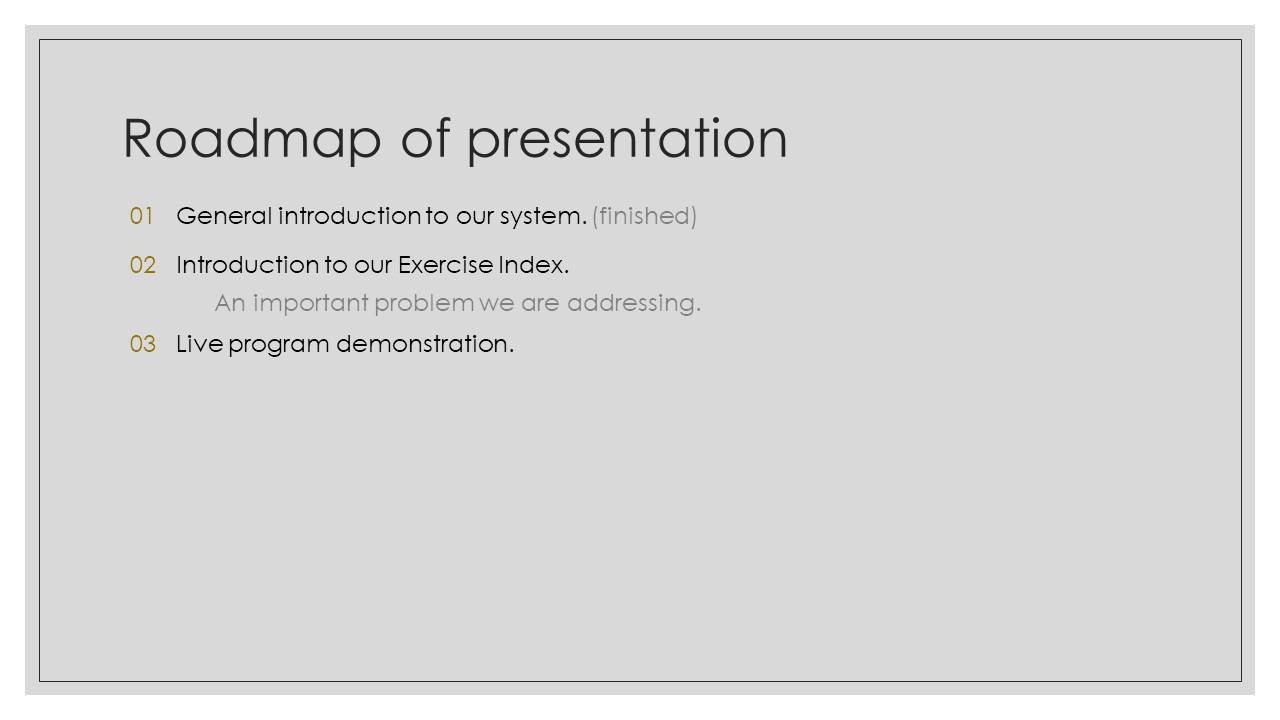 Roadmap of presentation
01 General introduction to our system. (finished)
02 Introduction to our Exercise Index.
An important problem we are addressing.
03 Live program demonstration.